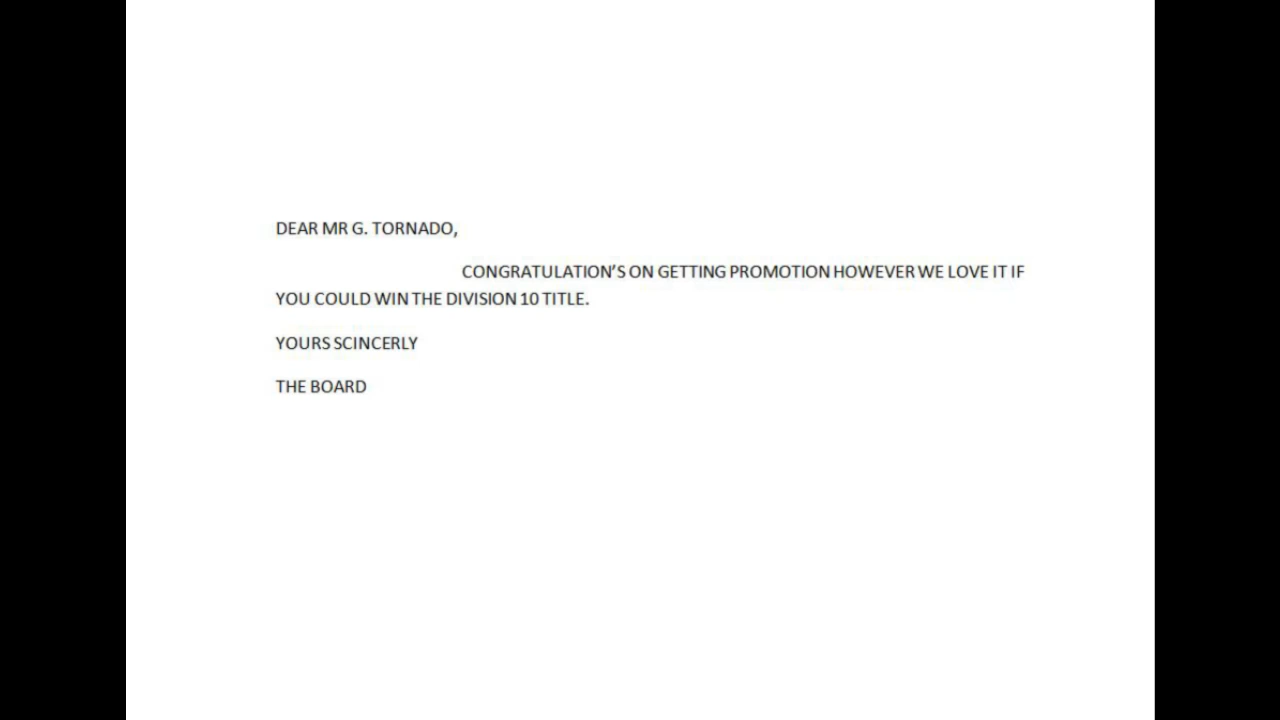 DEAR MR G. TORNADO,
CONGRATULATION’S ON GETTING PROMOTION HOWEVER WE LOVE IT IF
YOU COULD WIN THE DIVISION 10 TITLE.
YOURS SCINCERLY
THE BOARD